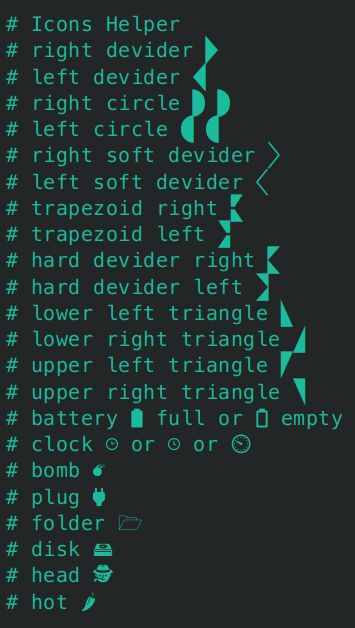 # Icons Helper
# right devider
# left devider
# right circle
# left circle
# right soft devider
# left soft devider
# trapezoid right
# trapezoid left
# hard devider right
# hard devider left
# lower left triangle
# lower right triangle
# upper left triangle
# upper right triangle
# battery full or empty
# clock or or
# bomb
# plug
# folder
# disk
# head
# hot